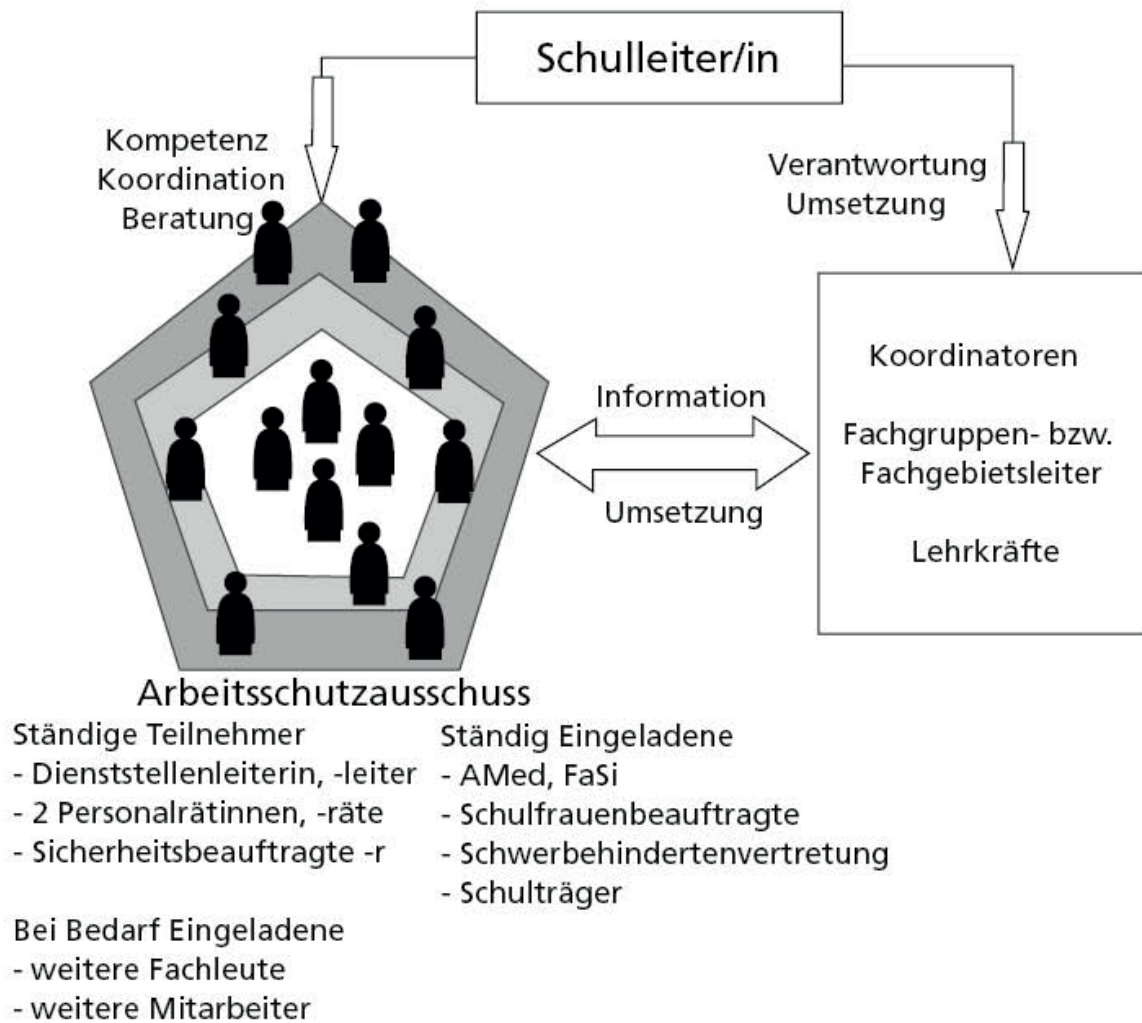 Schulleiter/in
Kompetenz
Koordination
Beratung
Verantwortung
Umsetzung
Information
Umsetzung
Koordinatoren
Fachgruppen- bzw.
Fachgebietsleiter
Lehrkräfte
Arbeitsschutzausschuss
Ständige Teilnehmer
- Dienststellenleiterin, -leiter
- 2 Personalrätinnen, -räte
- Sicherheitsbeauftragte -r
Ständig Eingeladene
- AMed, FaSi
- Schulfrauenbeauftragte
- Schwerbehindertenvertretung
- Schulträger
Bei Bedarf Eingeladene
- weitere Fachleute
- weitere Mitarbeiter